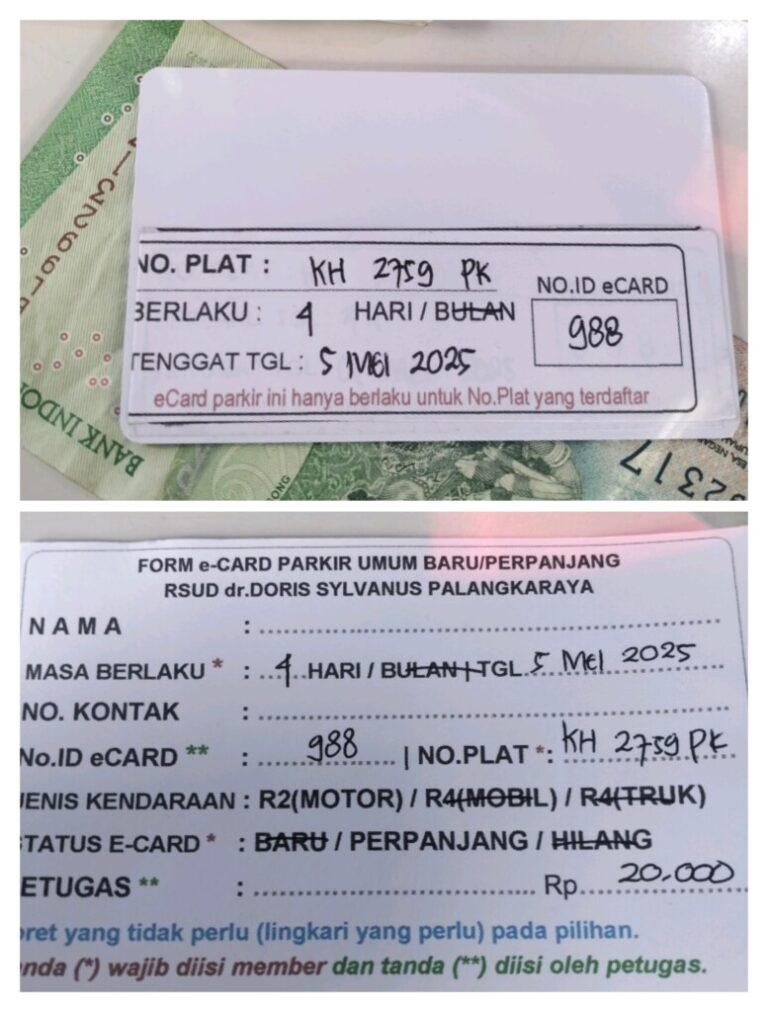 BANK INDO
52317
NO. PLAT : KH 2759 PK
NO.ID eCARD
BERLAKU : 4 HARI / BULAN
988
TENGGAT TGL : 5 MEI 2025
eCard parkir ini hanya berlaku untuk No.Plat yang terdaftar
FORM e-CARD PARKIR UMUM BARU/PERPANJANG
RSUD dr.DORIS SYLVANUS PALANGKARAYA
NAMA :
MASA BERLAKU * : 4 HARI / BULAN | TGL 5 MEI 2025
NO. KONTAK :
No.ID eCARD ** : 988 | NO.PLAT *: KH 2759 PK
JENIS KENDARAAN : R2(MOTOR) / R4(MOBIL) / R4(TRUK)
STATUS E-CARD * : BARU / PERPANJANG / HILANG
ETUGAS ** : Rp. 20.000
oret yang tidak perlu (lingkari yang perlu) pada pilihan.
nda (*) wajib diisi member dan tanda (**) diisi oleh petugas.